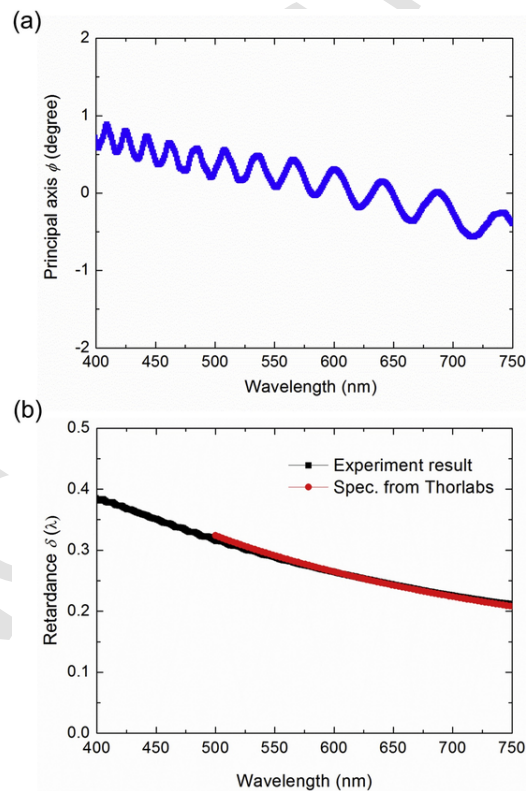 (a)
Principal axis ϕ (degree)
2
1
0
-1
-2
400 450 500 550 600 650 700 750
Wavelength (nm)
(b)
Retardance δ (λ)
0.5
0.4
0.3
0.2
0.1
0.0
Experiment result
Spec. from Thorlabs
400 450 500 550 600 650 700 750
Wavelength (nm)